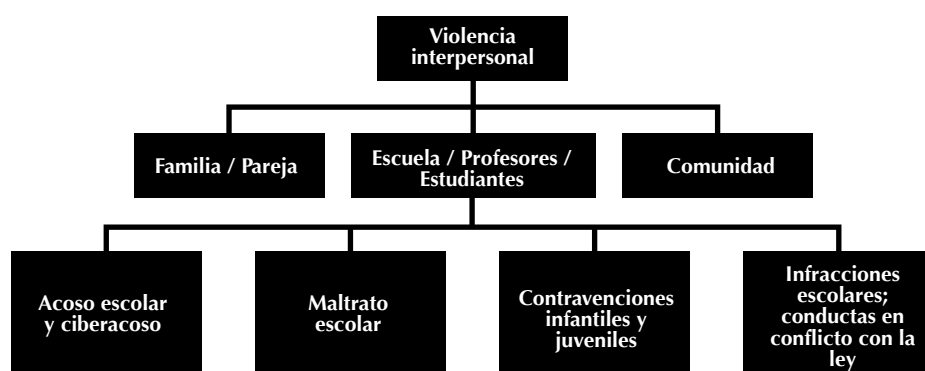 Violencia
interpersonal
Familia / Pareja
Escuela / Profesores /
Estudiantes
Comunidad
Acoso escolar
y ciberacoso
Maltrato
escolar
Contravenciones
infantiles y
juveniles
Infracciones
escolares;
conductas en
conflicto con la
ley